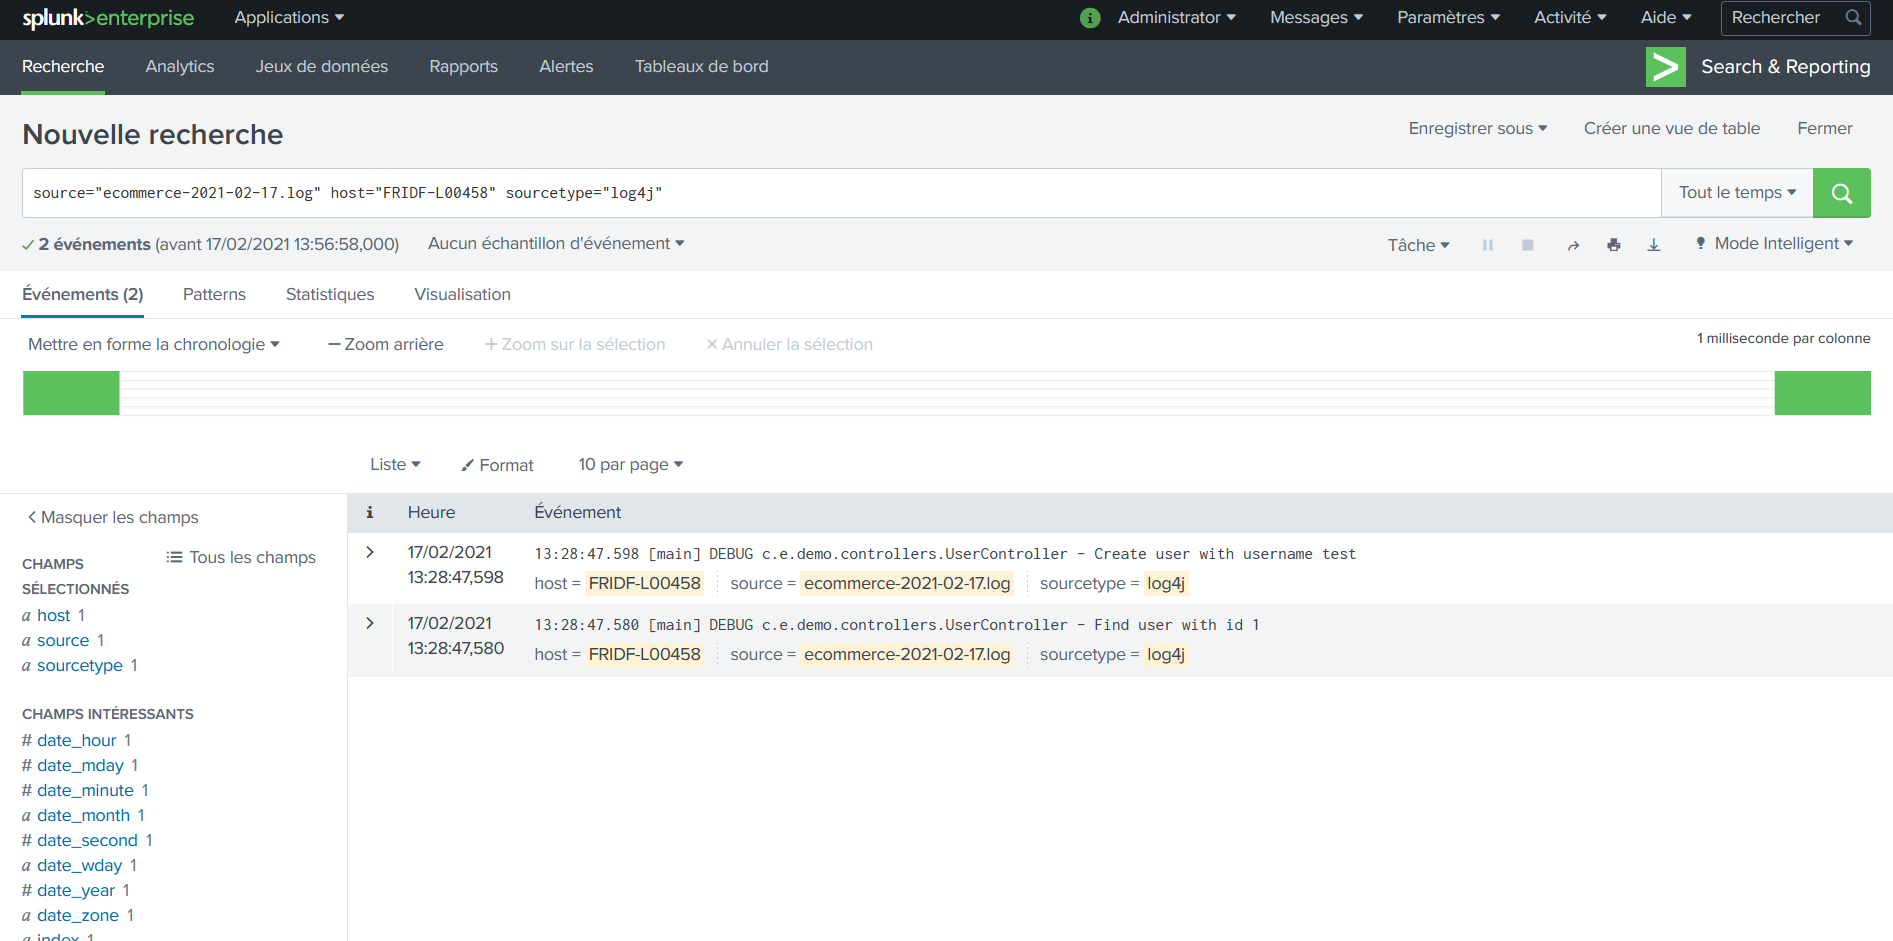 splunk>enterprise Applications Administrator Messages Paramètres Activité Aide Rechercher
Recherche Analytics Jeux de données Rapports Alertes Tableaux de bord Search & Reporting
Nouvelle recherche Enregistrer sous Créer une vue de table Fermer
source="ecommerce-2021-02-17.log" host="FRIDF-L00458" sourcetype="log4j" Tout le temps
2 événements (avant 17/02/2021 13:56:58,000) Aucun échantillon d'événement Tâche Mode Intelligent
Événements (2) Patterns Statistiques Visualisation
Mettre en forme la chronologie — Zoom arrière + Zoom sur la sélection × Annuler la sélection 1 milliseconde par colonne
Liste Format 10 par page
< Masquer les champs
Tous les champs
CHAMPS
SÉLECTIONNÉS
a host 1
a source 1
a sourcetype 1
CHAMPS INTÉRESSANTS
# date_hour 1
# date_mday 1
# date_minute 1
a date_month 1
# date_second 1
a date_wday 1
# date_year 1
a date_zone 1
a index 1
i Heure Événement
17/02/2021
13:28:47,598
13:28:47.598 [main] DEBUG c.e.demo.controllers.UserController - Create user with username test
host = FRIDF-L00458 source = ecommerce-2021-02-17.log sourcetype = log4j
17/02/2021
13:28:47,580
13:28:47.580 [main] DEBUG c.e.demo.controllers.UserController - Find user with id 1
host = FRIDF-L00458 source = ecommerce-2021-02-17.log sourcetype = log4j